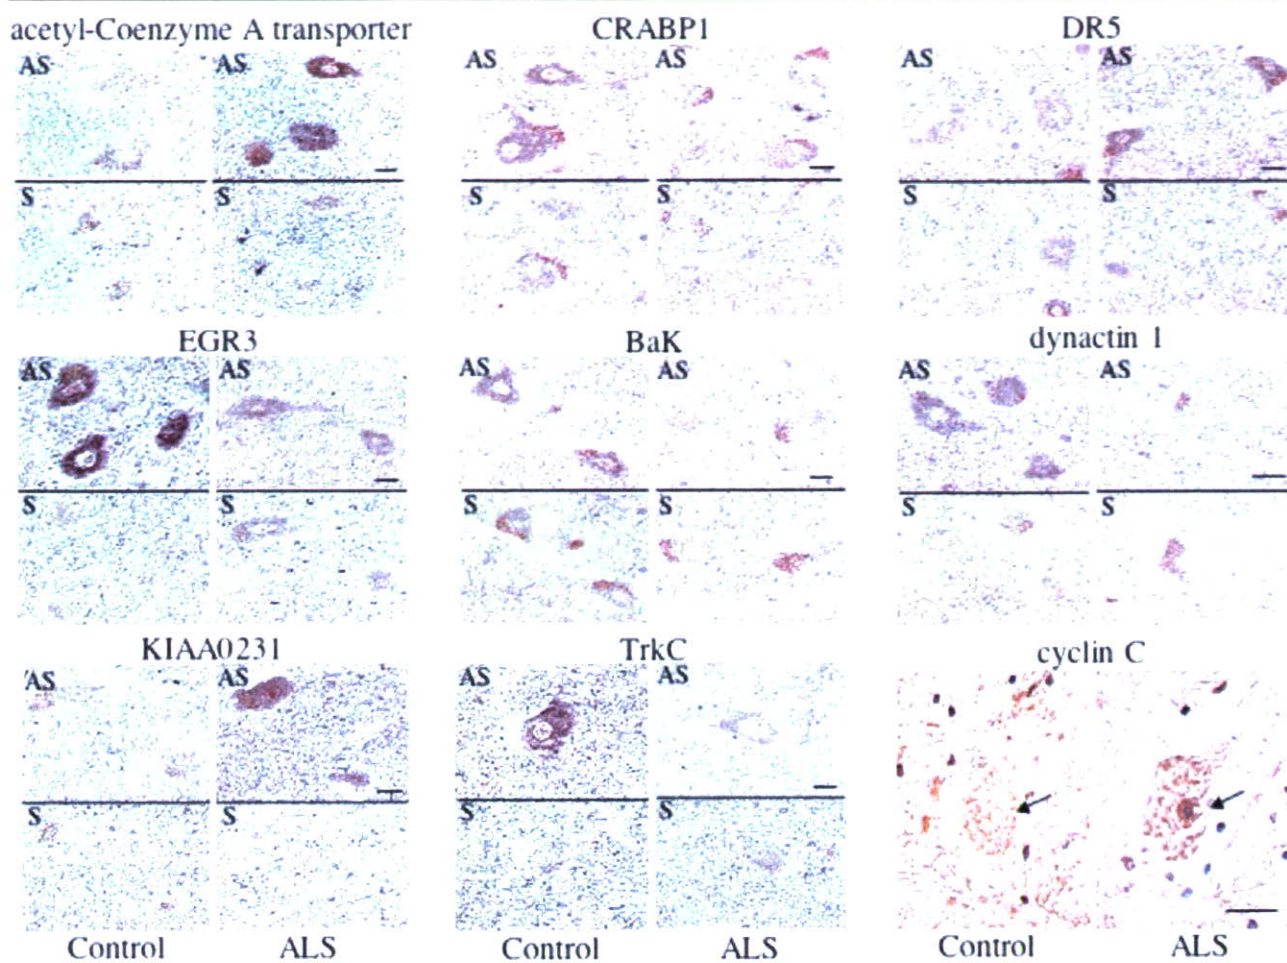 acetyl-Coenzyme A transporter CRABP1 DR5
AS AS AS AS AS AS
S S S S S S
EGR3 BaK dynactin 1
AS AS AS AS AS AS
S S S S S S
KIAA0231 TrkC cyclin C
AS AS AS AS
S S S S
Control ALS Control ALS Control ALS